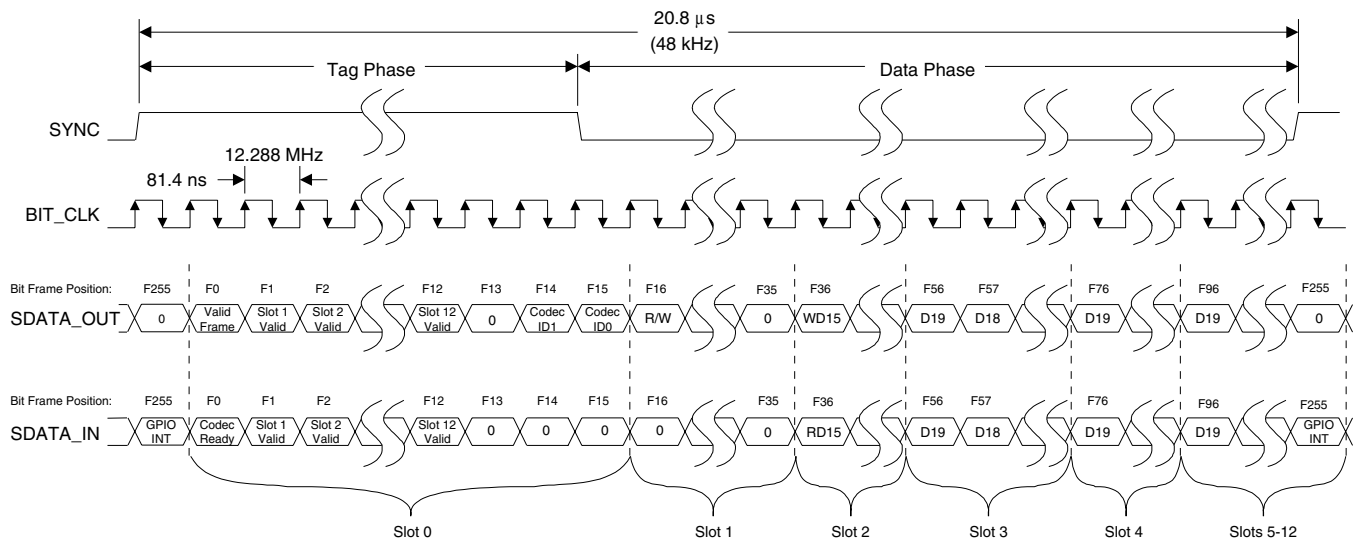 20.8 µs
(48 kHz)
Tag Phase
Data Phase
SYNC
12.288 MHz
81.4 ns
BIT_CLK
Bit Frame Position: F255 F0 F1 F2 F12 F13 F14 F15 F16 F35 F36 F56 F57 F76 F96 F255
SDATA_OUT 0 Valid Frame Slot 1 Valid Slot 2 Valid Slot 12 Valid 0 Codec ID1 Codec ID0 R/W 0 WD15 D19 D18 D19 D19 0
Bit Frame Position: F255 F0 F1 F2 F12 F13 F14 F15 F16 F35 F36 F56 F57 F76 F96 F255
SDATA_IN GPIO INT Codec Ready Slot 1 Valid Slot 2 Valid Slot 12 Valid 0 0 0 0 0 RD15 D19 D18 D19 D19 GPIO INT
Slot 0 Slot 1 Slot 2 Slot 3 Slot 4 Slots 5-12